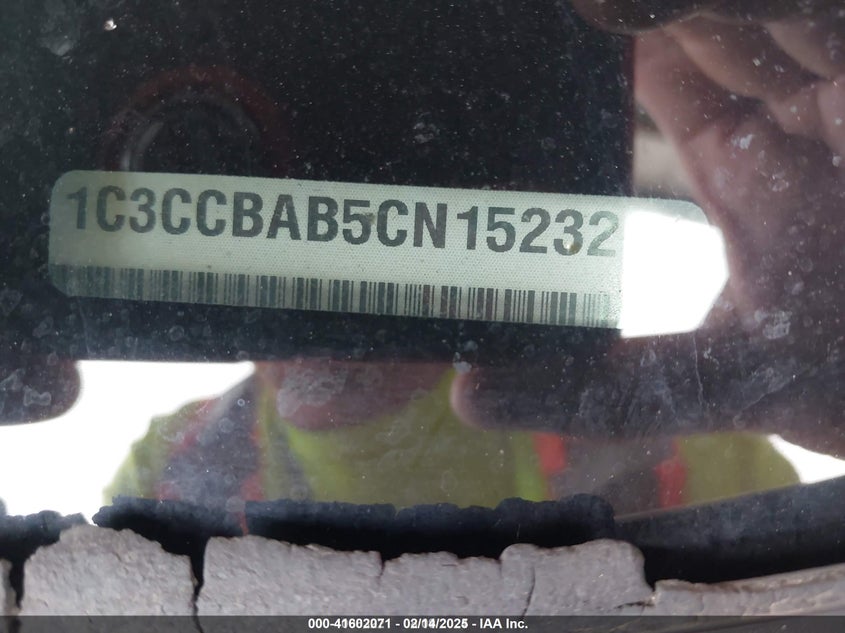 1C3CCBAB5CN15232
000-41602071 - 02/14/2025 - IAA Inc.